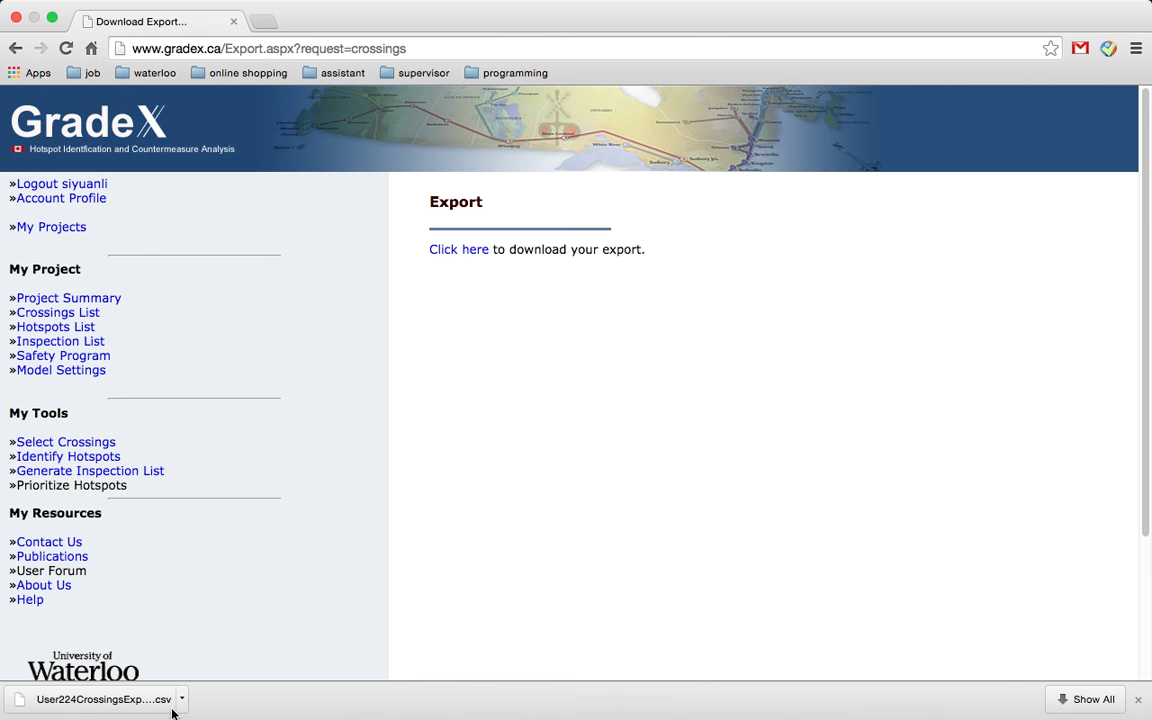 Download Export...
www.gradex.ca/Export.aspx?request=crossings
Apps job waterloo online shopping assistant supervisor programming
GradeX
Hotspot Identfication and Countermeasure Analysis
»Logout siyuanli
»Account Profile
»My Projects
My Project
»Project Summary
»Crossings List
»Hotspots List
»Inspection List
»Safety Program
»Model Settings
My Tools
»Select Crossings
»Identify Hotspots
»Generate Inspection List
»Prioritize Hotspots
My Resources
»Contact Us
»Publications
»User Forum
»About Us
»Help
University of
Waterloo
Export
Click here to download your export.
User224CrossingsExp....csv
Show All